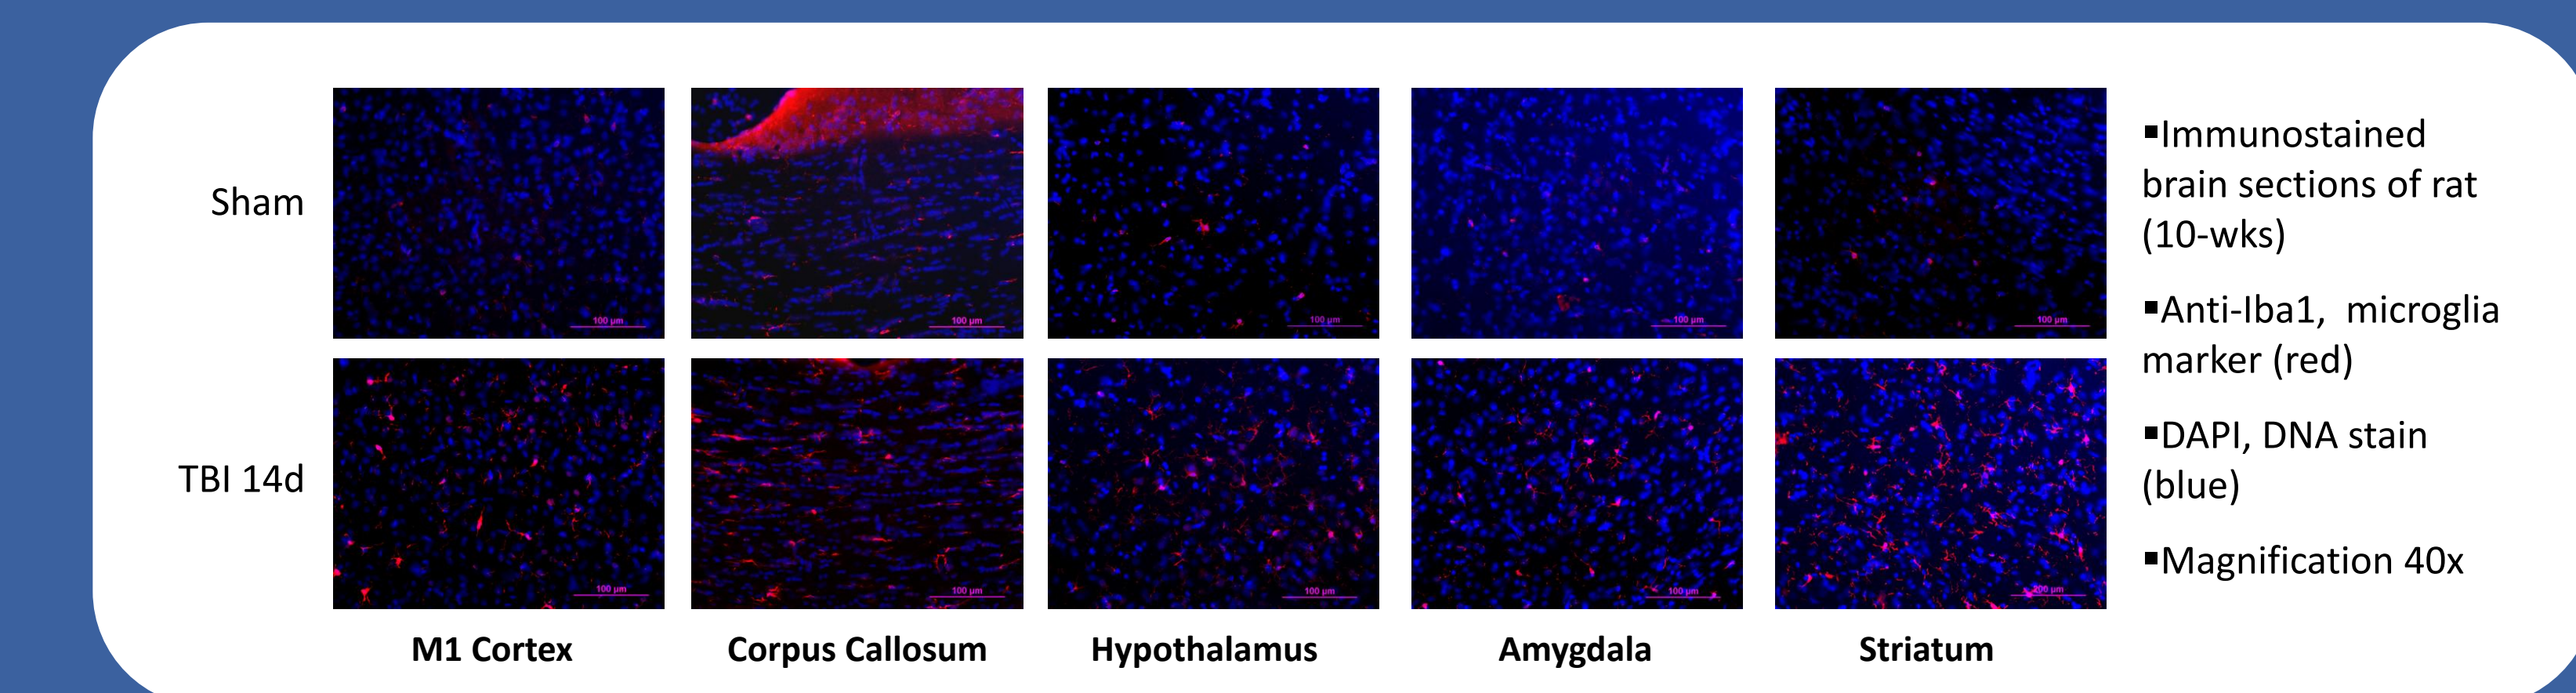 Sham
100 µm
100 µm
100 µm
100 µm
100 µm
TBI 14d
100 µm
100 µm
100 µm
100 µm
M1 Cortex
Corpus Callosum
Hypothalamus
Amygdala
Striatum
▪Immunostained
brain sections of rat
(10-wks)
▪Anti-Iba1, microglia
marker (red)
▪DAPI, DNA stain
(blue)
▪Magnification 40x